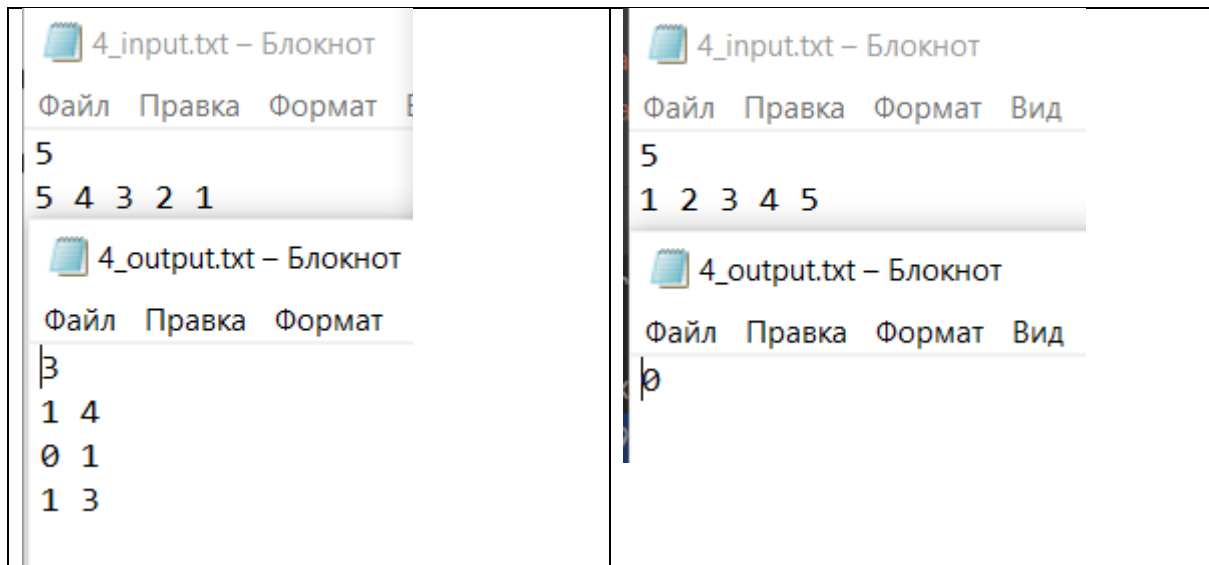 4_input.txt – Блокнот
Файл Правка Формат
5
5 4 3 2 1
4_output.txt – Блокнот
Файл Правка Формат
3
1 4
0 1
1 3
4_input.txt – Блокнот
Файл Правка Формат Вид
5
1 2 3 4 5
4_output.txt – Блокнот
Файл Правка Формат Вид
0